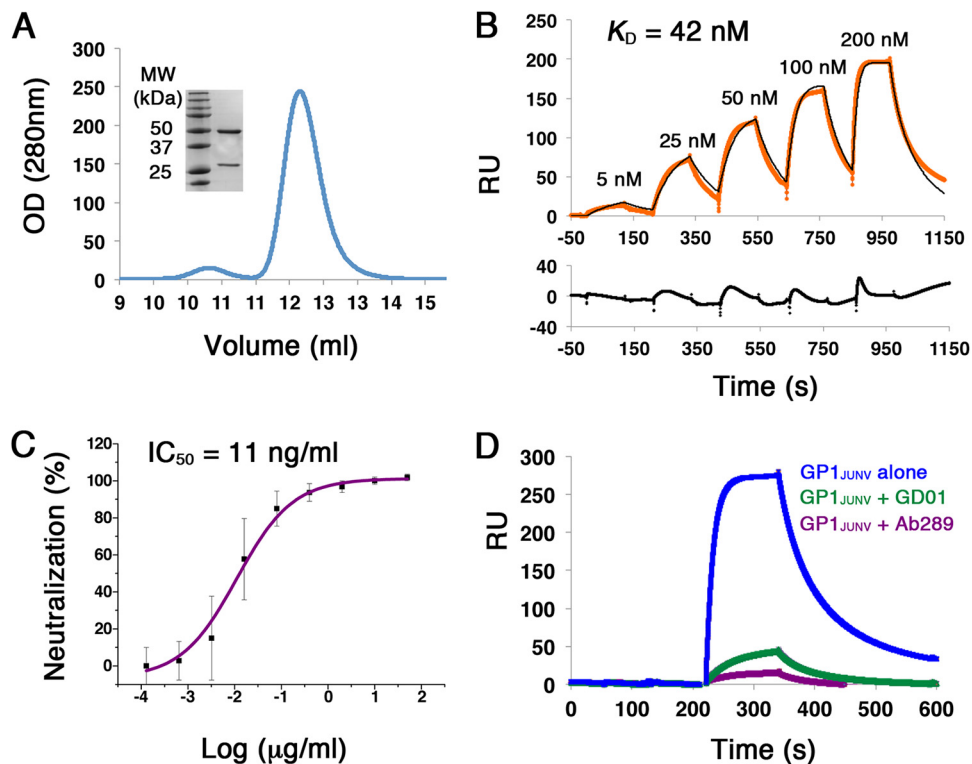 A
300
250
200
150
100
50
0
OD (280nm)
MW
(kDa)
50
37
25
9 10 10 11 12 13 13 14 15
Volume (ml)
B
K_D = 42 nM
250
200
150
100
50
0
RU
5 nM
25 nM
50 nM
100 nM
200 nM
-50 150 350 550 750 950 1150
40
0
-40
-50 150 350 550 750 950 1150
Time (s)
C
IC50 = 11 ng/ml
120
100
80
60
40
20
0
Neutralization (%)
-4 -3 -2 -1 0 1 2
Log (µg/ml)
D
300
250
200
150
100
50
0
RU
GP1JUNV alone
GP1JUNV + GD01
GP1JUNV + Ab289
0 100 200 300 400 500 600
Time (s)